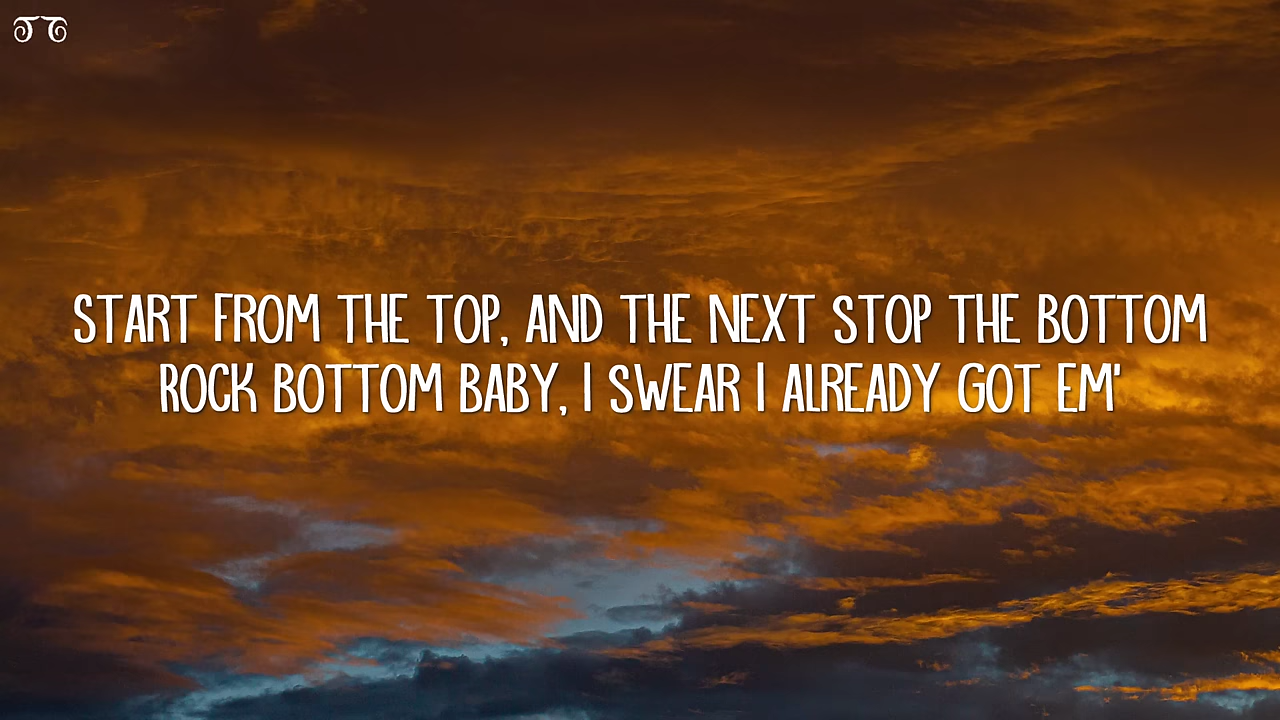 START FROM THE TOP, AND THE NEXT STOP THE BOTTOM
ROCK BOTTOM BABY, I SWEAR I ALREADY GOT EM'